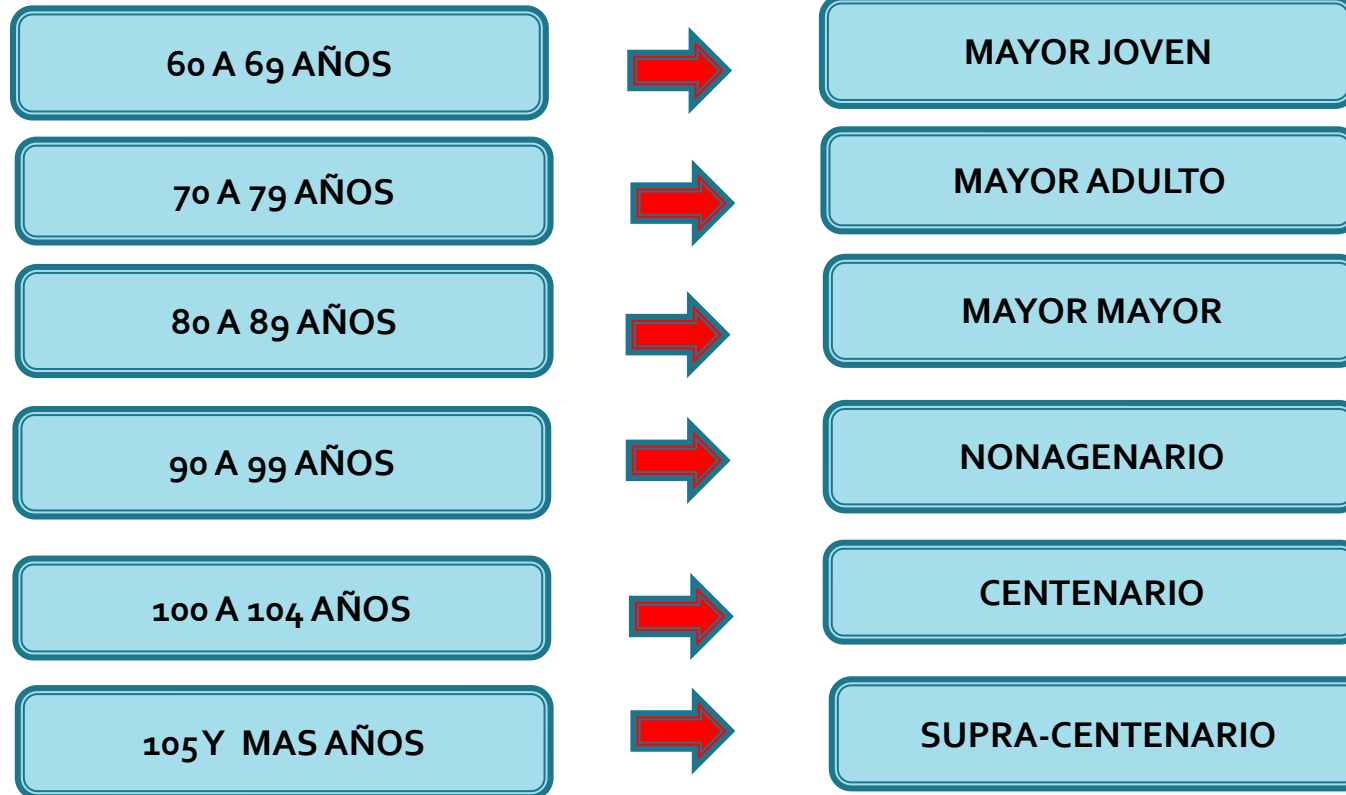 60 A 69 AÑOS
MAYOR JOVEN
70 A 79 AÑOS
MAYOR ADULTO
80 A 89 AÑOS
MAYOR MAYOR
90 A 99 AÑOS
NONAGENARIO
100 A 104 AÑOS
CENTENARIO
105 Y MAS AÑOS
SUPRA-CENTENARIO